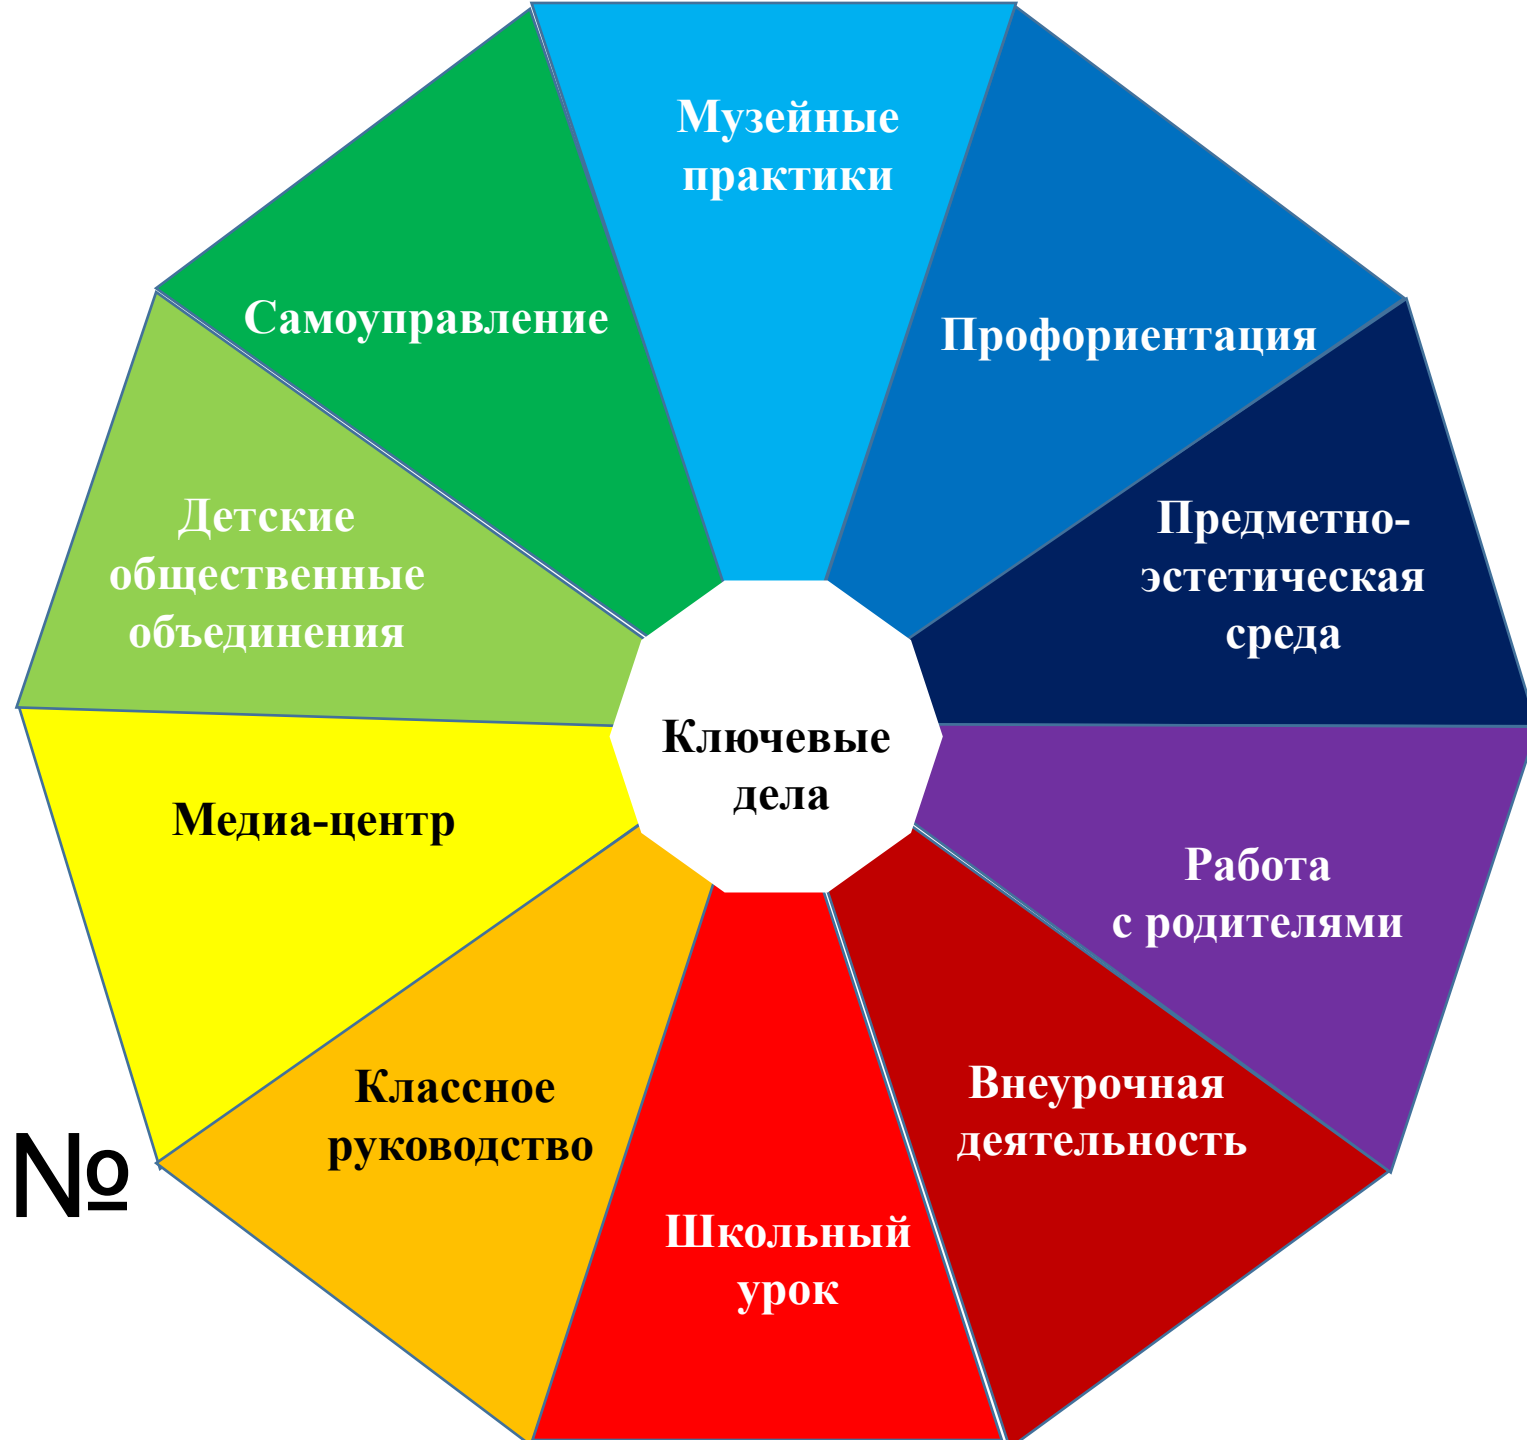 Музейные
практики
Самоуправление
Профориентация
Детские
общественные
объединения
Предметно-
эстетическая
среда
Ключевые
дела
Медиа-центр
Работа
с родителями
Классное
руководство
Внеурочная
деятельность
№
Школьный
урок